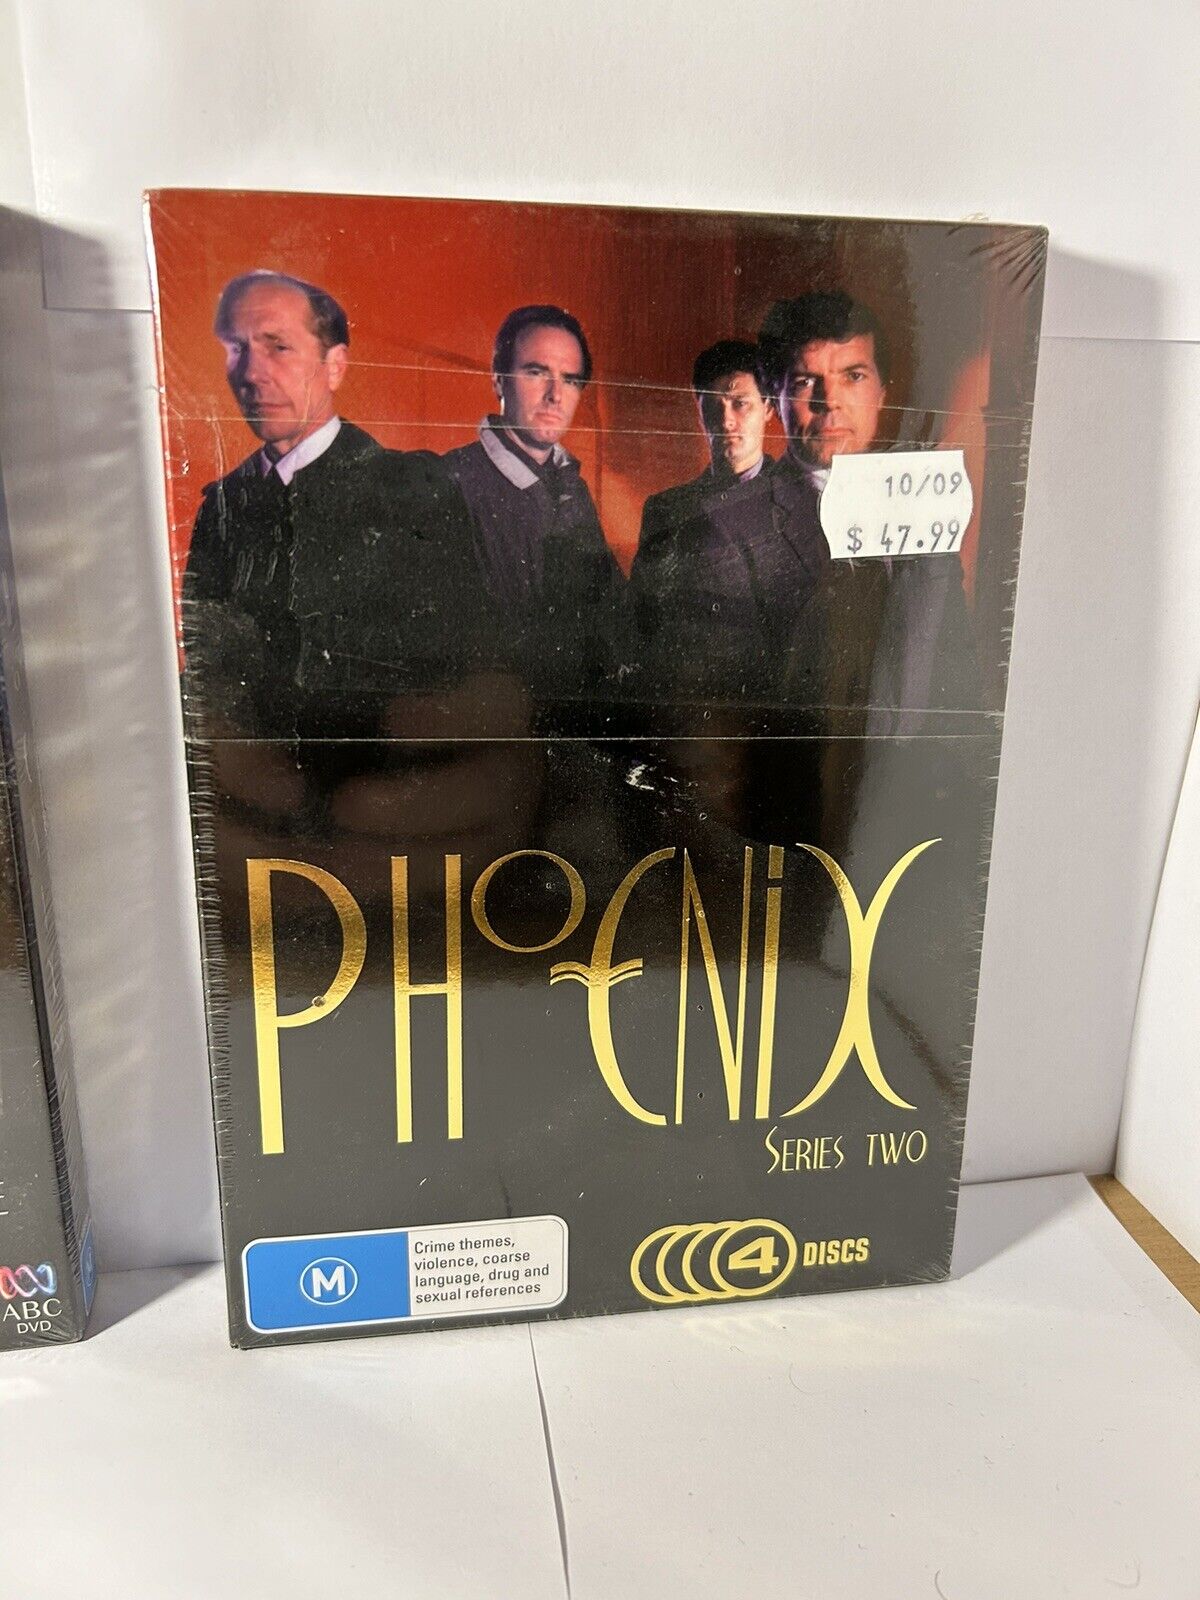 10/09
$ 47.99
PHOENiX
SERIES TWO
M
Crime themes,
violence, coarse
language, drug and
sexual references
4 DISCS
ABC
DVD